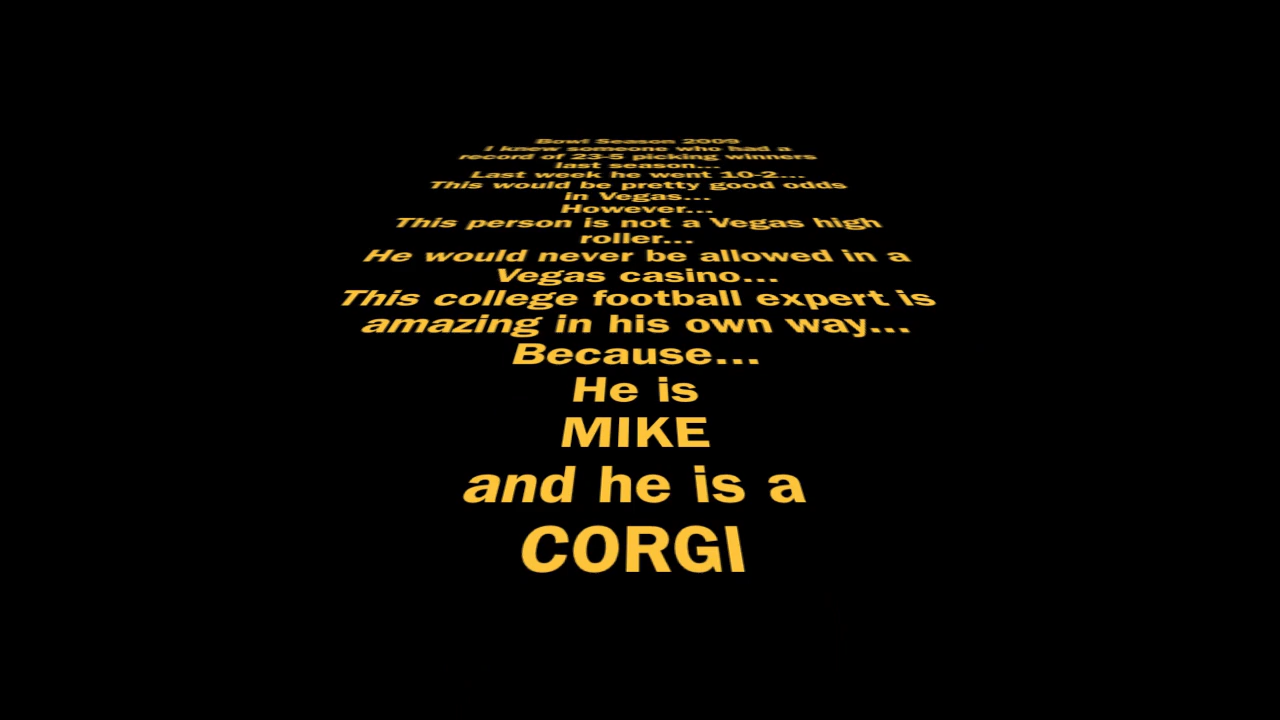 Bowl Season 2009
I knew someone who had a
record of 23-5 picking winners
last season...
Last week he went 10-2...
This would be pretty good odds
in Vegas...
However...
This person is not a Vegas high
roller...
He would never be allowed in a
Vegas casino...
This college football expert is
amazing in his own way...
Because...
He is
MIKE
and he is a
CORGI